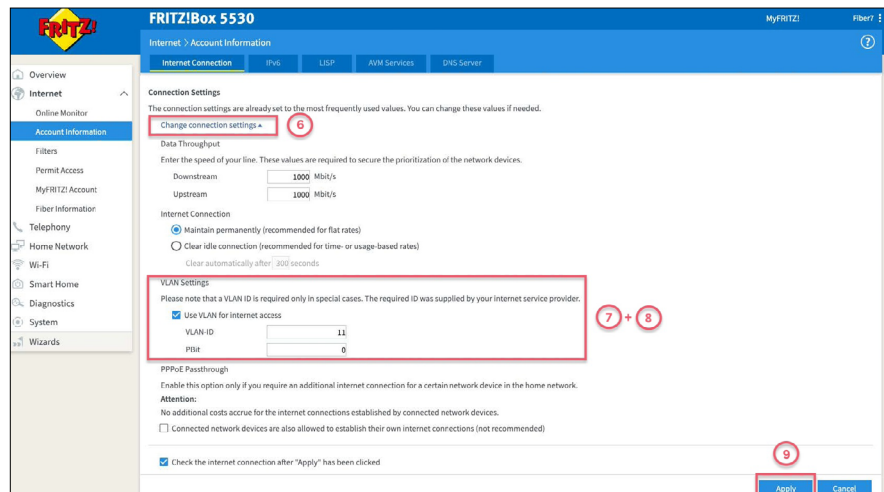 FRITZ!
FRITZ!Box 5530
MyFRITZ!
Fiber7
Internet > Account Information
?
Internet Connection
IPv6
LISP
AVM Services
DNS Server
Overview
Internet
Online Monitor
Account Information
Filters
Permit Access
MyFRITZ! Account
Fiber Information
Telephony
Home Network
Wi-Fi
Smart Home
Diagnostics
System
Wizards
Connection Settings
The connection settings are already set to the most frequently used values. You can change these values if needed.
Change connection settings
6
Data Throughput
Enter the speed of your line. These values are required to secure the prioritization of the network devices.
Downstream 1000 Mbit/s
Upstream 1000 Mbit/s
Internet Connection
Maintain permanently (recommended for flat rates)
Clear idle connection (recommended for time- or usage-based rates)
Clear automatically after 300 seconds
VLAN Settings
Please note that a VLAN ID is required only in special cases. The required ID was supplied by your internet service provider.
Use VLAN for internet access
VLAN-ID 11
PBit 0
7 + 8
PPPoE Passthrough
Enable this option only if you require an additional internet connection for a certain network device in the home network.
Attention:
No additional costs accrue for the internet connections established by connected network devices.
Connected network devices are also allowed to establish their own internet connections (not recommended)
Check the internet connection after "Apply" has been clicked
9
Apply
Cancel